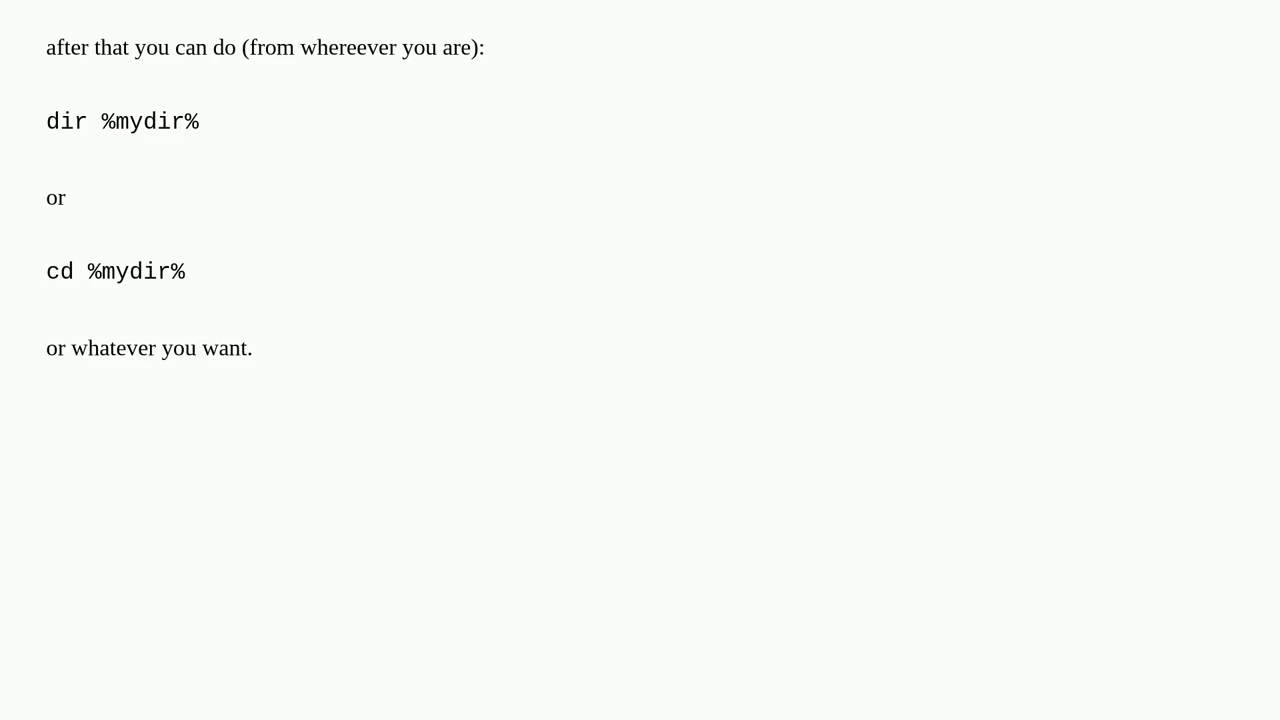 after that you can do (from whereever you are):
dir %mydir%
or
cd %mydir%
or whatever you want.